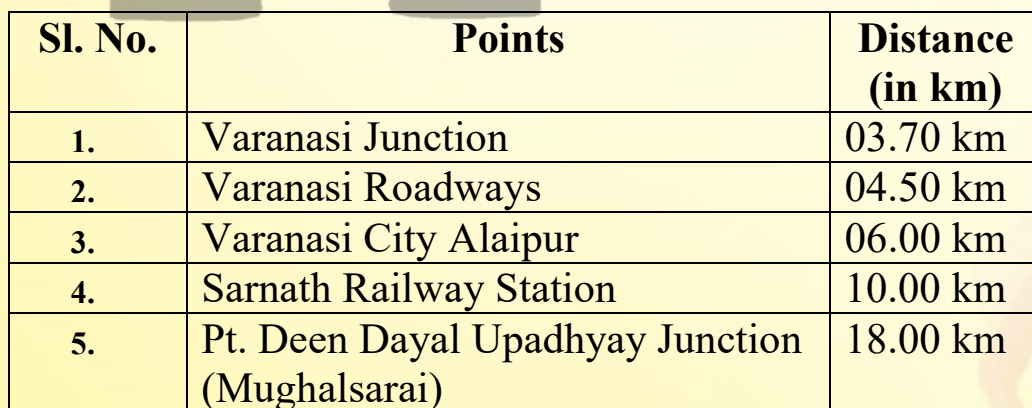 Sl. No. Points Distance
(in km)
1. Varanasi Junction 03.70 km
2. Varanasi Roadways 04.50 km
3. Varanasi City Alaipur 06.00 km
4. Sarnath Railway Station 10.00 km
5. Pt. Deen Dayal Upadhyay Junction 18.00 km
(Mughalsarai)